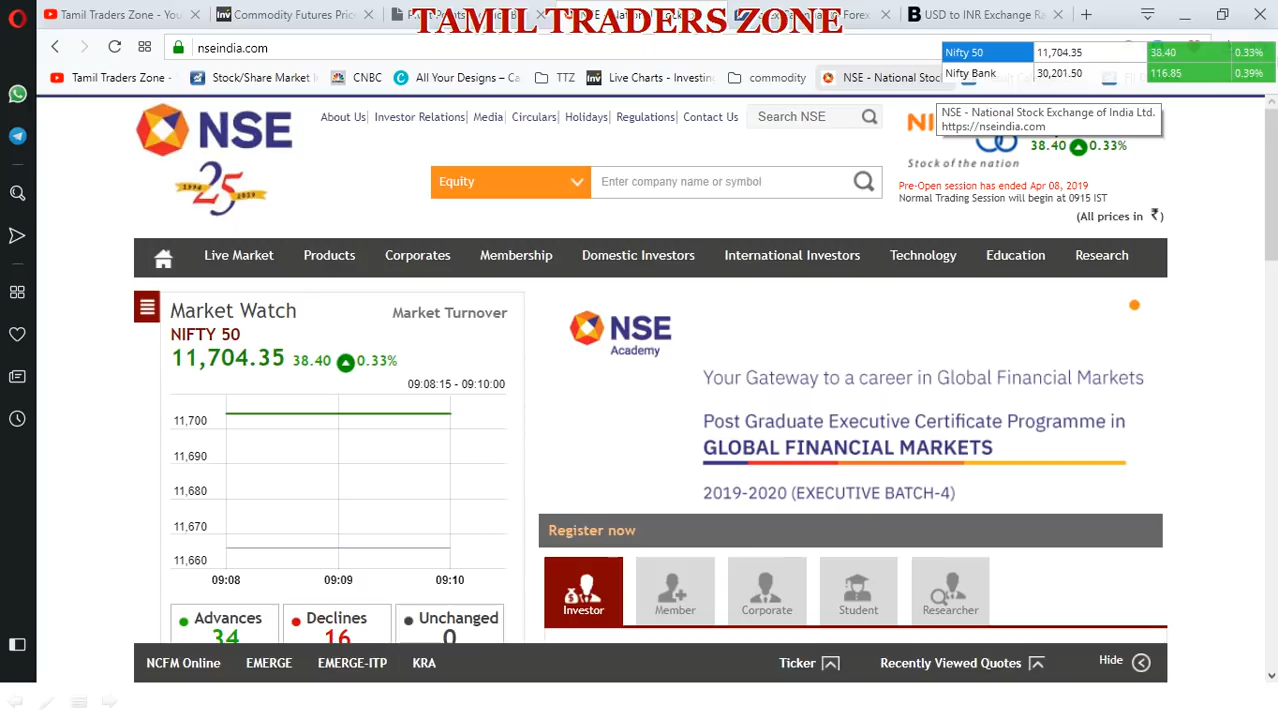 TAMIL TRADERS ZONE
Tamil Traders Zone - You
Commodity Futures Pric
USD to INR Exchange Ra
nseindia.com
Nifty 50 11,704.35 38.40 0.33%
Nifty Bank 30,201.50 116.85 0.39%
Tamil Traders Zone -
Stock/Share Market
CNBC
All Your Designs – Ca
TTZ
Live Charts - Investin
commodity
NSE - National Stoc
NSE - National Stock Exchange of India Ltd.
https://nseindia.com
NSE
About Us| Investor Relations| Media| Circulars| Holidays| Regulations| Contact Us
Search NSE
38.40 0.33%
Stock of the nation
1994 25 2019
Equity
Enter company name or symbol
Pre-Open session has ended Apr 08, 2019
Normal Trading Session will begin at 0915 IST
(All prices in ₹)
Live Market Products Corporates Membership Domestic Investors International Investors Technology Education Research
Market Watch
Market Turnover
NIFTY 50
11,704.35 38.40 0.33%
09:08:15 - 09:10:00
11,700
11,690
11,680
11,670
11,660
09:08 09:09 09:10
Advances
34
Declines
16
Unchanged
0
NSE
Academy
Your Gateway to a career in Global Financial Markets
Post Graduate Executive Certificate Programme in
GLOBAL FINANCIAL MARKETS
2019-2020 (EXECUTIVE BATCH-4)
Register now
Investor Member Corporate Student Researcher
NCFM Online EMERGE EMERGE-ITP KRA Ticker Recently Viewed Quotes Hide